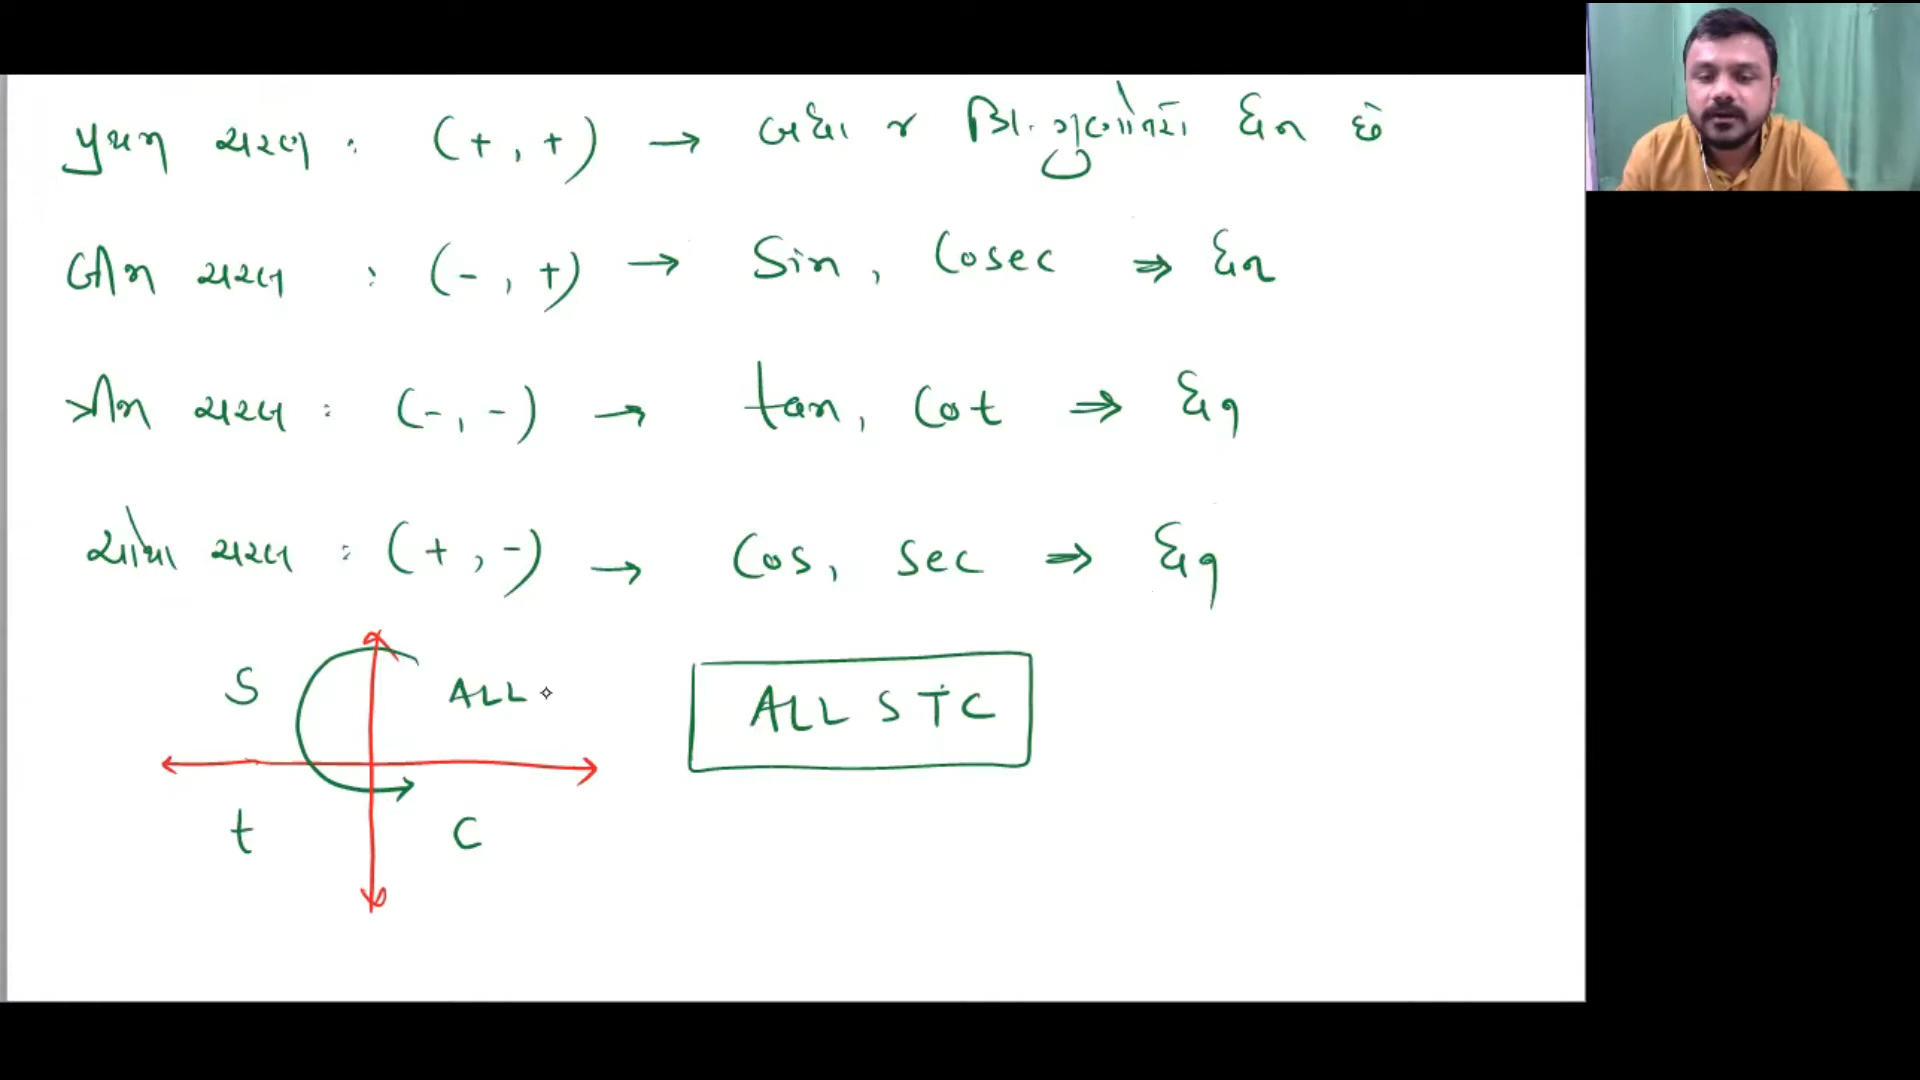 પ્રથમ ચરણ : (+, +) → બધા જ ત્રિ. ગુણોત્તરો ધન છે
બીજા ચરણ : (-, +) → Sin, Cosec ⇒ ધન
ત્રીજા ચરણ : (-, -) → tan, Cot ⇒ ધન
ચોથા ચરણ : (+, -) → Cos, sec ⇒ ધન
S ALL
ALL S T C
t C